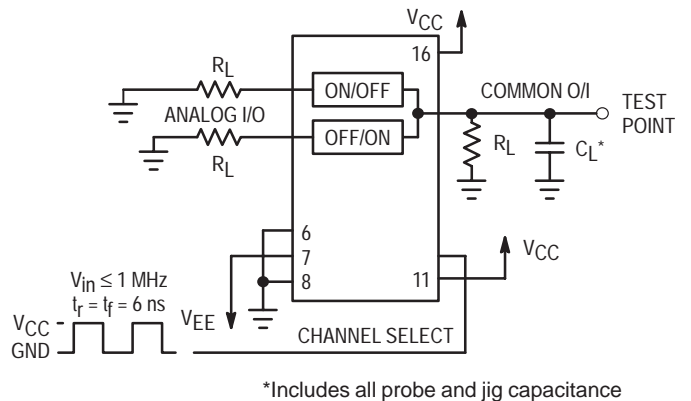 VCC
16
RL
ON/OFF
COMMON O/I
TEST
POINT
ANALOG I/O
OFF/ON
RL
RL
CL*
6
7
8
11
VCC
Vin ≤ 1 MHz
tr = tf = 6 ns
VCC
GND
VEE
CHANNEL SELECT
*Includes all probe and jig capacitance